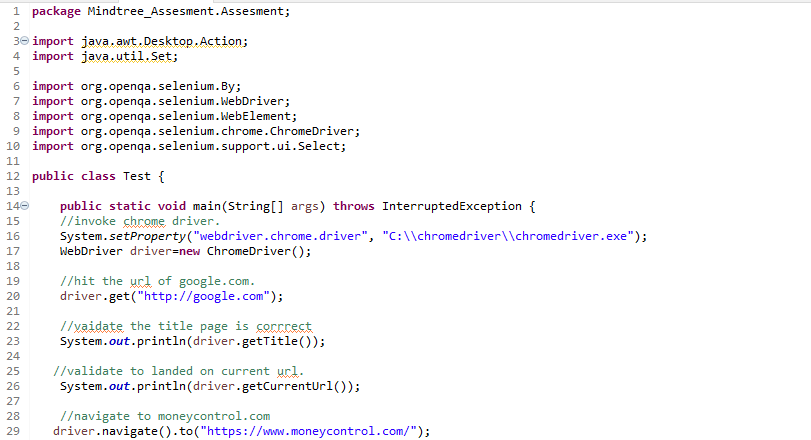 1 package Mindtree_Assesment.Assesment;
2
3 import java.awt.Desktop.Action;
4 import java.util.Set;
5
6 import org.openqa.selenium.By;
7 import org.openqa.selenium.WebDriver;
8 import org.openqa.selenium.WebElement;
9 import org.openqa.selenium.chrome.ChromeDriver;
10 import org.openqa.selenium.support.ui.Select;
11
12 public class Test {
13
14 public static void main(String[] args) throws InterruptedException {
15 //invoke chrome driver.
16 System.setProperty("webdriver.chrome.driver", "C:\\chromedriver\\chromedriver.exe");
17 WebDriver driver=new ChromeDriver();
18
19 //hit the url of google.com.
20 driver.get("http://google.com");
21
22 //vaidate the title page is corrrect
23 System.out.println(driver.getTitle());
24
25 //validate to landed on current url.
26 System.out.println(driver.getCurrentUrl());
27
28 //navigate to moneycontrol.com
29 driver.navigate().to("https://www.moneycontrol.com/");